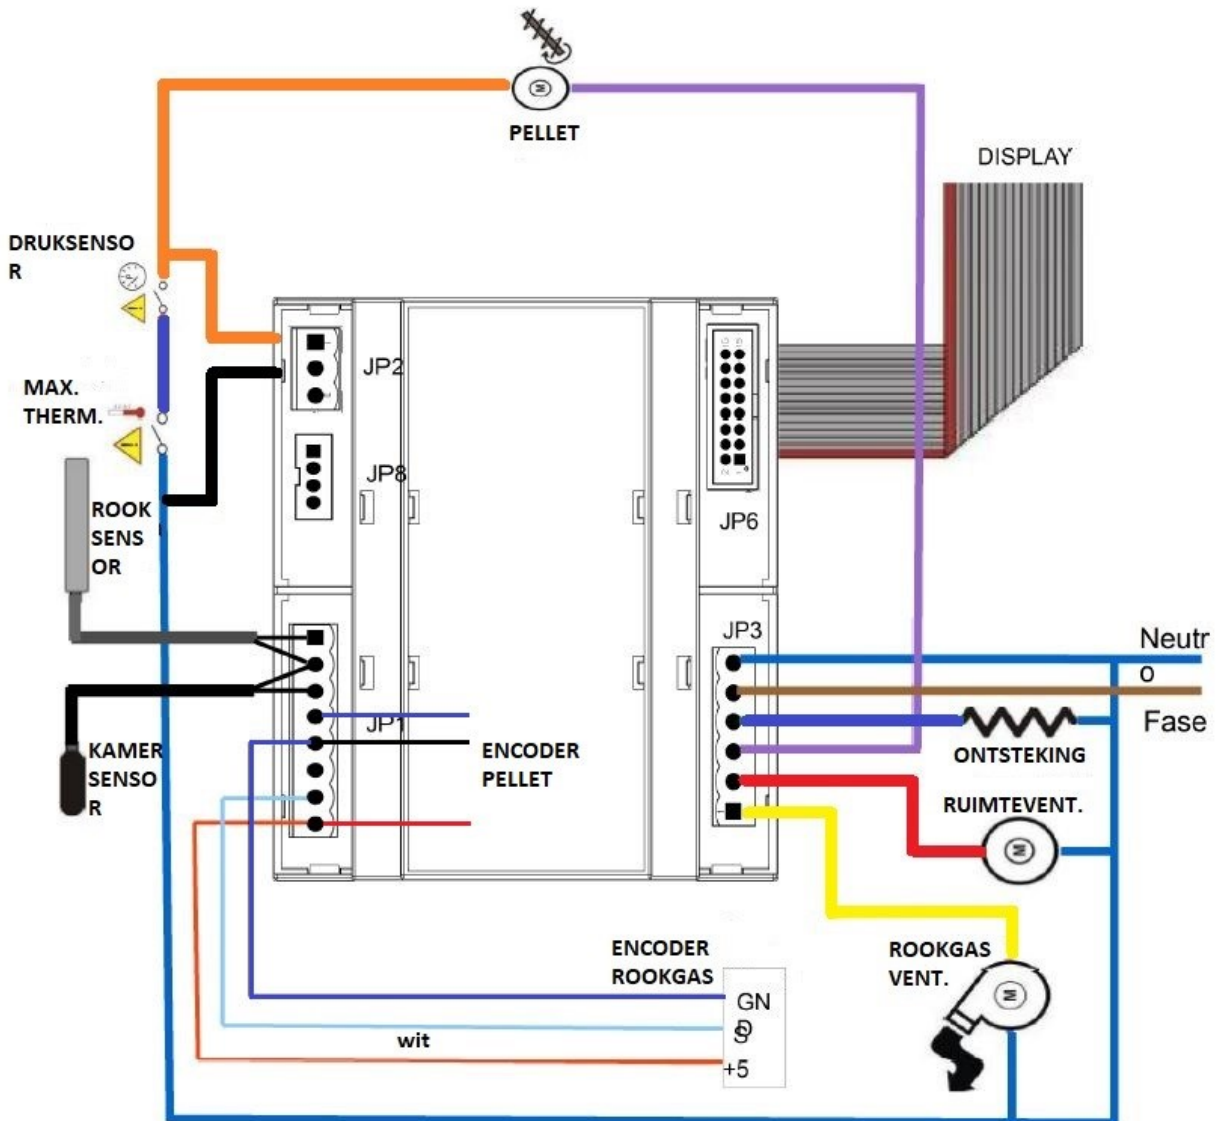 PELLET
DISPLAY
DRUKSENSO
R
MAX.
THERM.
ROOK
SENS
OR
KAMER
SENSO
R
JP2
JP8
JP6
JP1
JP3
ENCODER
PELLET
Neutr
o
Fase
ONTSTEKING
RUIMTEVENT.
ROOKGAS
VENT.
ENCODER
ROOKGAS
GN
D
S
+5
wit
M
M
M